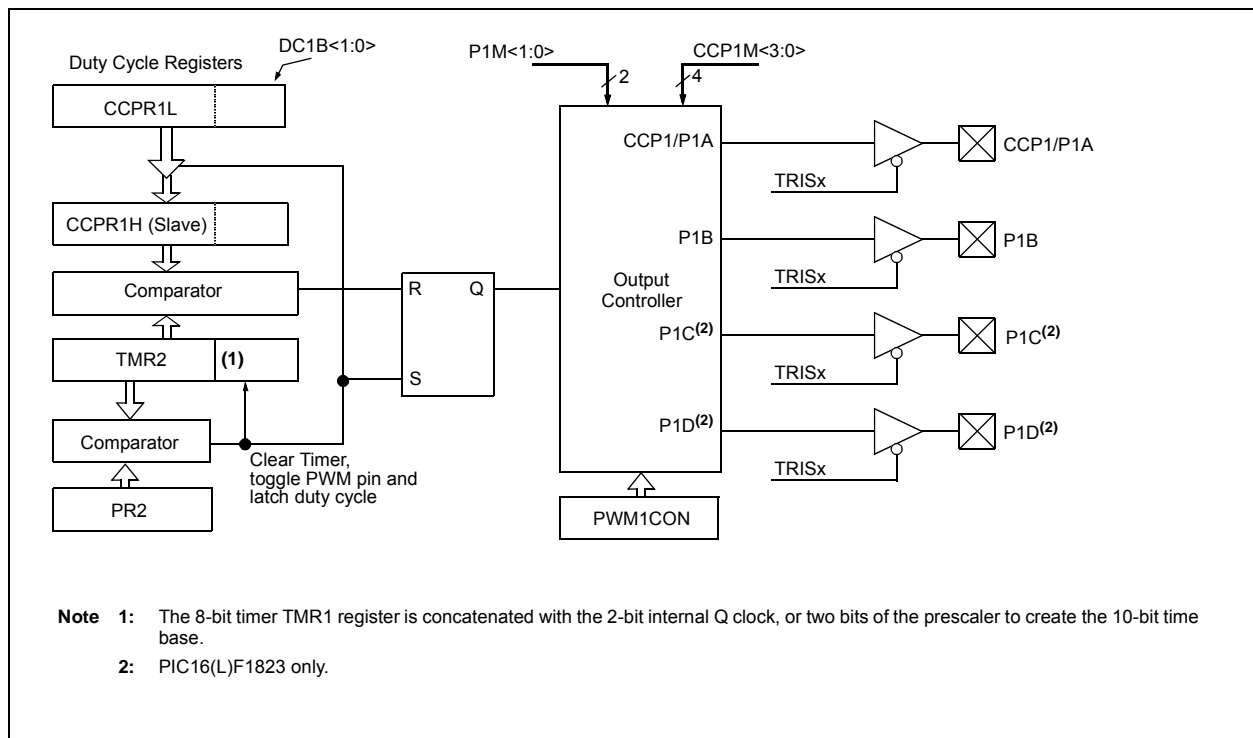 DC1B<1:0>
Duty Cycle Registers
CCPR1L
CCPR1H (Slave)
Comparator
TMR2
(1)
Comparator
PR2
Clear Timer,
toggle PWM pin and
latch duty cycle
R
Q
S
P1M<1:0>
2
CCP1M<3:0>
4
Output
Controller
CCP1/P1A
P1B
P1C(2)
P1D(2)
PWM1CON
TRISx
CCP1/P1A
TRISx
P1B
TRISx
P1C(2)
TRISx
P1D(2)
Note 1: The 8-bit timer TMR1 register is concatenated with the 2-bit internal Q clock, or two bits of the prescaler to create the 10-bit time
base.
2: PIC16(L)F1823 only.